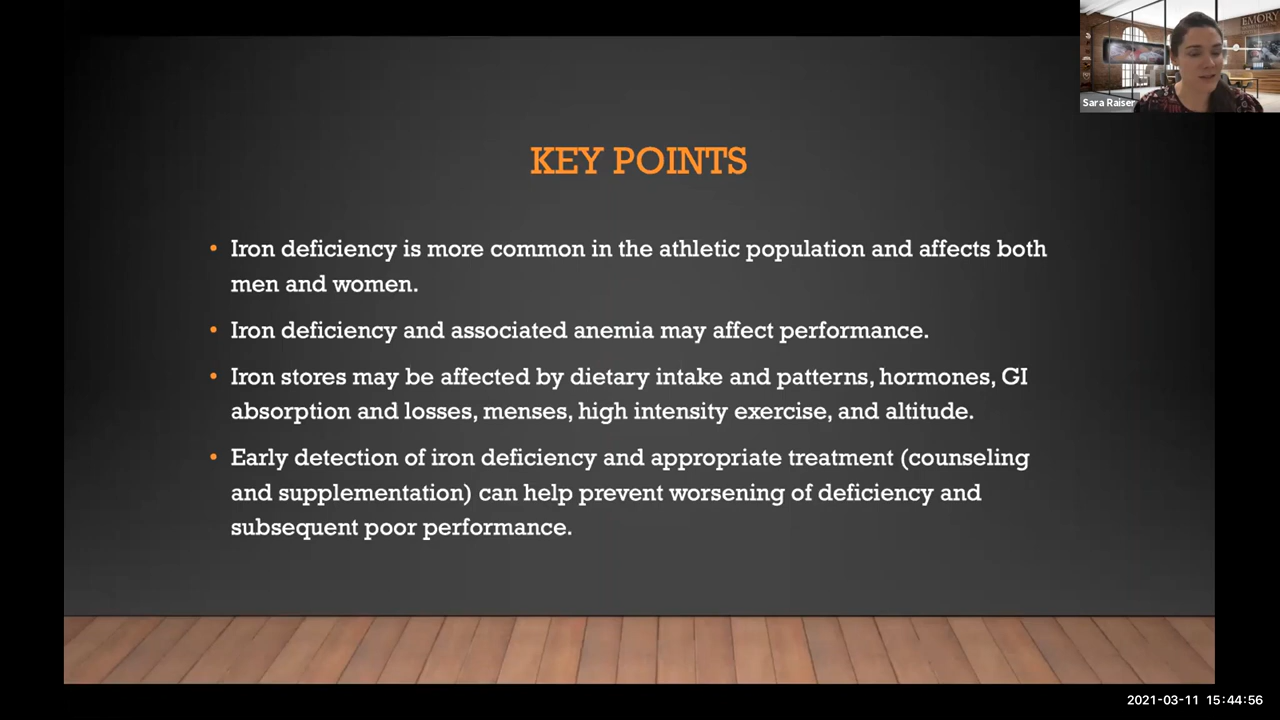 EMORY
Sara Raiser
KEY POINTS
• Iron deficiency is more common in the athletic population and affects both
men and women.
• Iron deficiency and associated anemia may affect performance.
• Iron stores may be affected by dietary intake and patterns, hormones, GI
absorption and losses, menses, high intensity exercise, and altitude.
• Early detection of iron deficiency and appropriate treatment (counseling
and supplementation) can help prevent worsening of deficiency and
subsequent poor performance.
2021-03-11 15:44:56